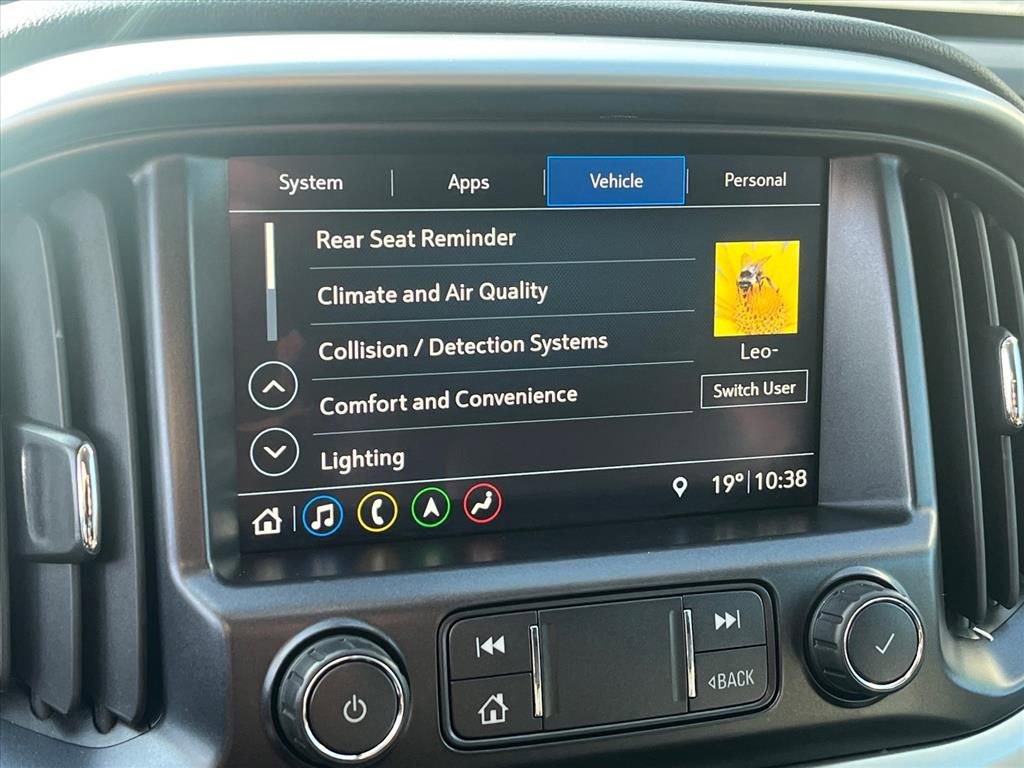 System
Apps
Vehicle
Personal
Rear Seat Reminder
Climate and Air Quality
Collision / Detection Systems
Comfort and Convenience
Lighting
Leo-
Switch User
19° 10:38
BACK